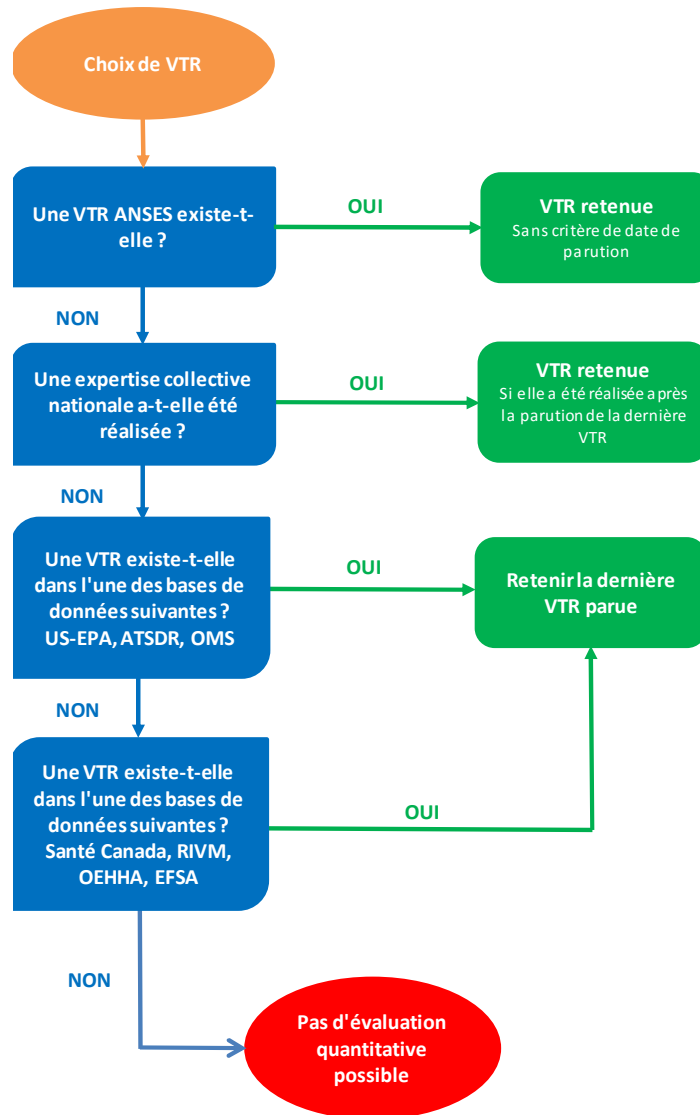 Choix de VTR
Une VTR ANSES existe-t-
elle ?
OUI
VTR retenue
Sans critère de date de
parution
NON
Une expertise collective
nationale a-t-elle été
réalisée ?
OUI
VTR retenue
Si elle a été réalisée après
la parution de la dernière
VTR
NON
Une VTR existe-t-elle
dans l'une des bases de
données suivantes ?
US-EPA, ATSDR, OMS
OUI
Retenir la dernière
VTR parue
NON
Une VTR existe-t-elle
dans l'une des bases de
données suivantes ?
Santé Canada, RIVM,
OEHHA, EFSA
OUI
NON
Pas d'évaluation
quantitative
possible